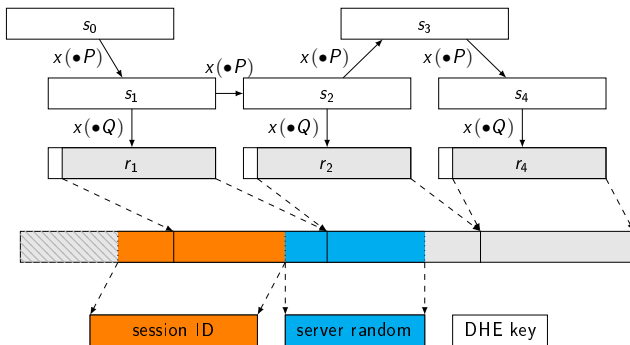 s₀ s₃
x(•P) x(•P) x(•P) x(•P)
s₁ s₂ s₄
x(•Q) x(•Q) x(•Q)
r₁ r₂ r₄
session ID server random DHE key